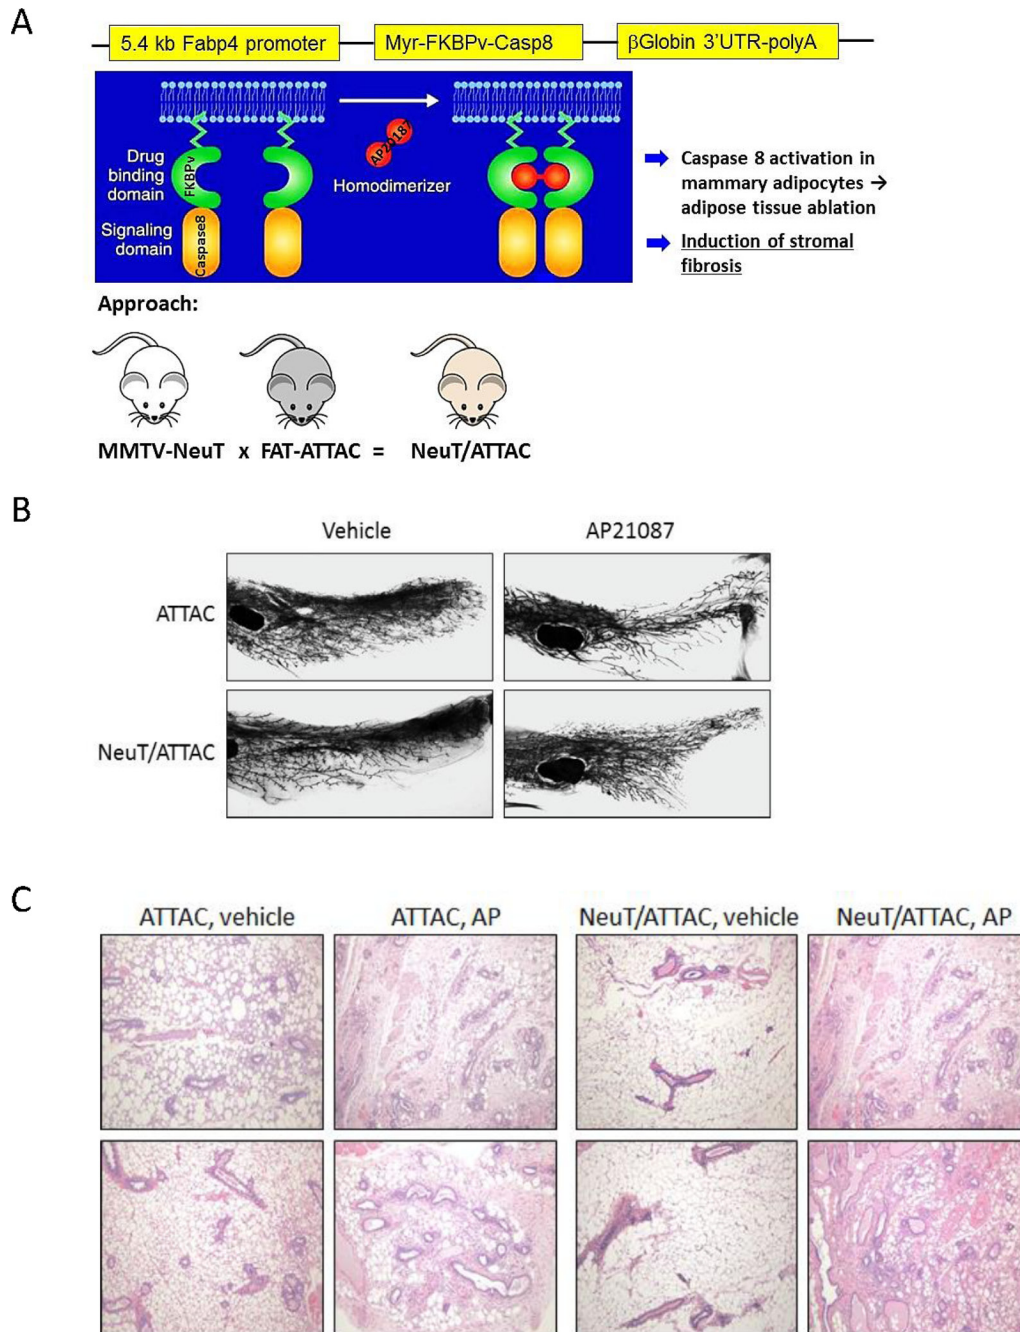 A
5.4 kb Fabp4 promoter
Myr-FKBPv-Casp8
βGlobin 3'UTR-polyA
Drug
binding
domain
FKBPv
Signaling
domain
Caspase8
AP20187
Homodimerizer
Caspase 8 activation in
mammary adipocytes →
adipose tissue ablation
Induction of stromal
fibrosis
Approach:
MMTV-NeuT x FAT-ATTAC = NeuT/ATTAC
B
Vehicle
AP21087
ATTAC
NeuT/ATTAC
C
ATTAC, vehicle
ATTAC, AP
NeuT/ATTAC, vehicle
NeuT/ATTAC, AP